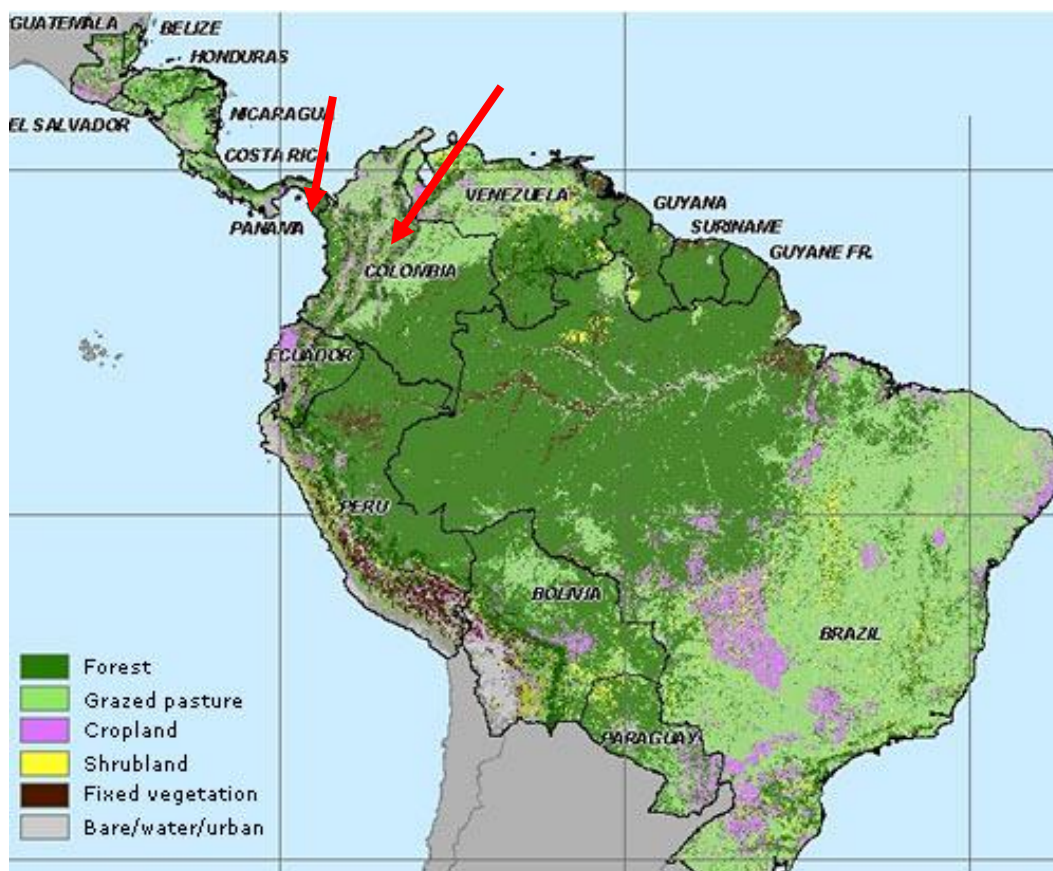 GUATEMALA
BELIZE
HONDURAS
EL SALVADOR
NICARAGUA
COSTA RICA
PANAMA
VENEZUELA
GUYANA
SURINAME
GUYANE FR.
COLOMBIA
ECUADOR
PERU
BOLIVIA
BRAZIL
PARAGUAY
Forest
Grazed pasture
Cropland
Shrubland
Fixed vegetation
Bare/water/urban